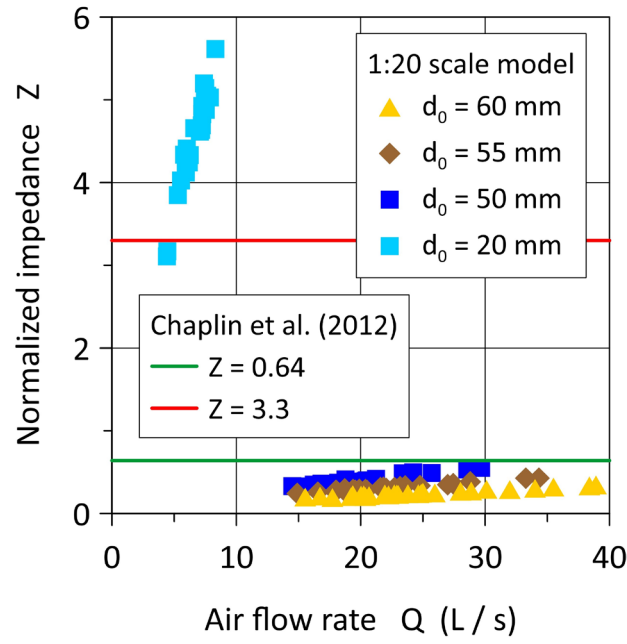 6
4
2
0
0
10
20
30
40
Normalized impedance Z
Air flow rate Q (L / s)
1:20 scale model
d₀ = 60 mm
d₀ = 55 mm
d₀ = 50 mm
d₀ = 20 mm
Chaplin et al. (2012)
Z = 0.64
Z = 3.3